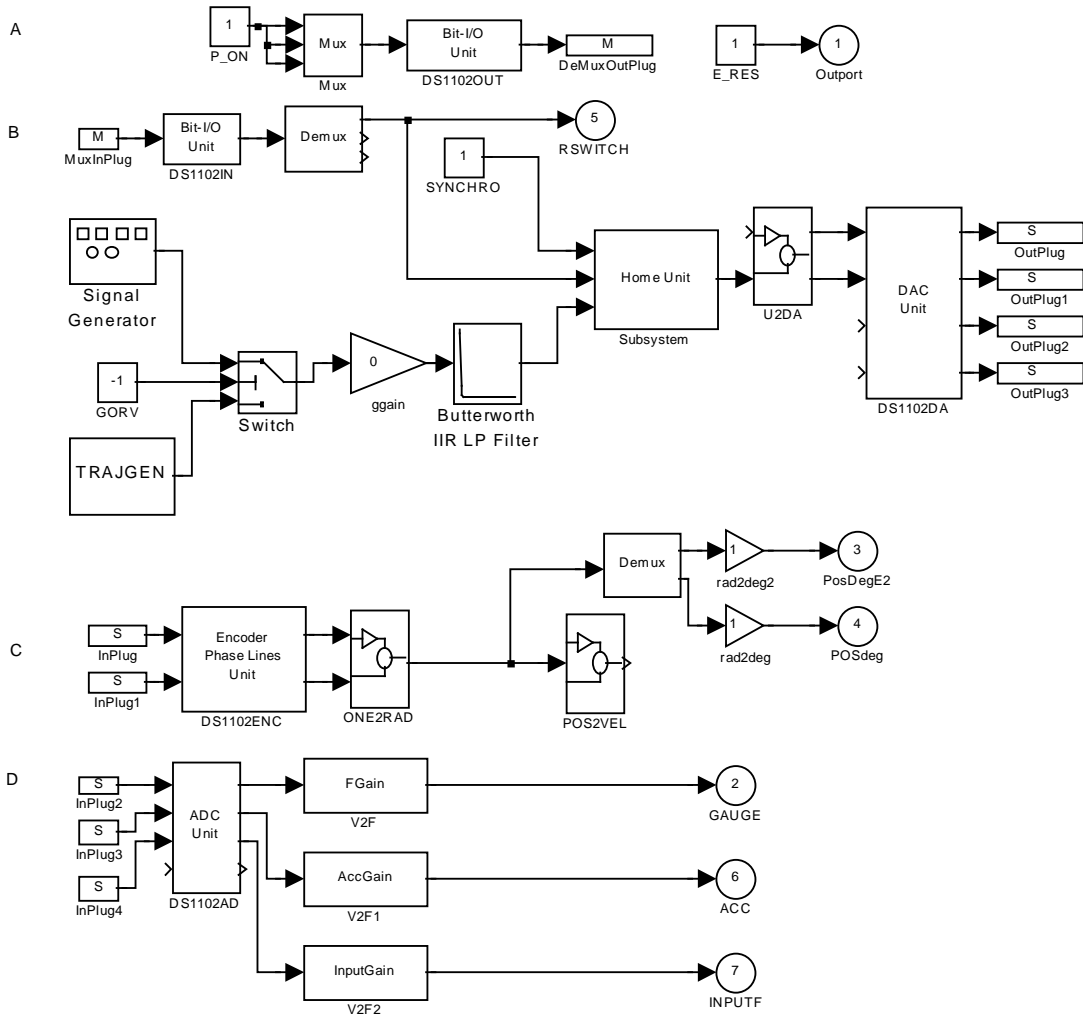 A
1
P_ON
Mux
Mux
Bit-I/O
Unit
DS1102OUT
M
DeMuxOutPlug
1
E_RES
1
Outport
B
M
MuxInPlug
Bit-I/O
Unit
DS1102IN
Demux
5
RSWITCH
1
SYNCHRO
Signal
Generator
-1
GORV
TRAJGEN
Switch
0
ggain
Butterworth
IIR LP Filter
Home Unit
Subsystem
U2DA
DAC
Unit
DS1102DA
S
OutPlug
S
OutPlug1
S
OutPlug2
S
OutPlug3
C
S
InPlug
S
InPlug1
Encoder
Phase Lines
Unit
DS1102ENC
ONE2RAD
POS2VEL
Demux
1
rad2deg2
3
PosDegE2
1
rad2deg
4
POSdeg
D
S
InPlug2
S
InPlug3
S
InPlug4
ADC
Unit
DS1102AD
FGain
V2F
2
GAUGE
AccGain
V2F1
6
ACC
InputGain
V2F2
7
INPUTF